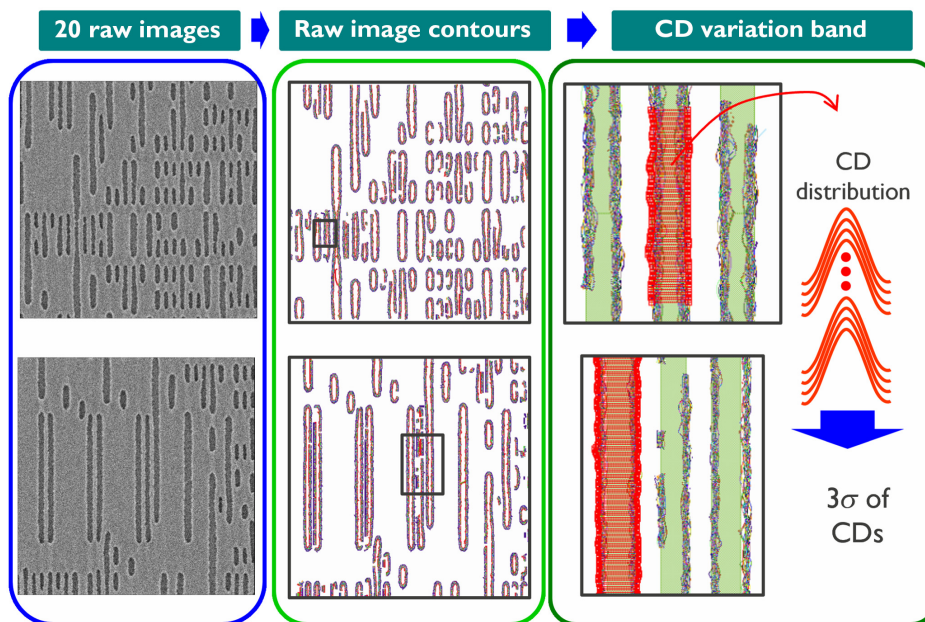 20 raw images
Raw image contours
CD variation band
CD
distribution
3σ of
CDs